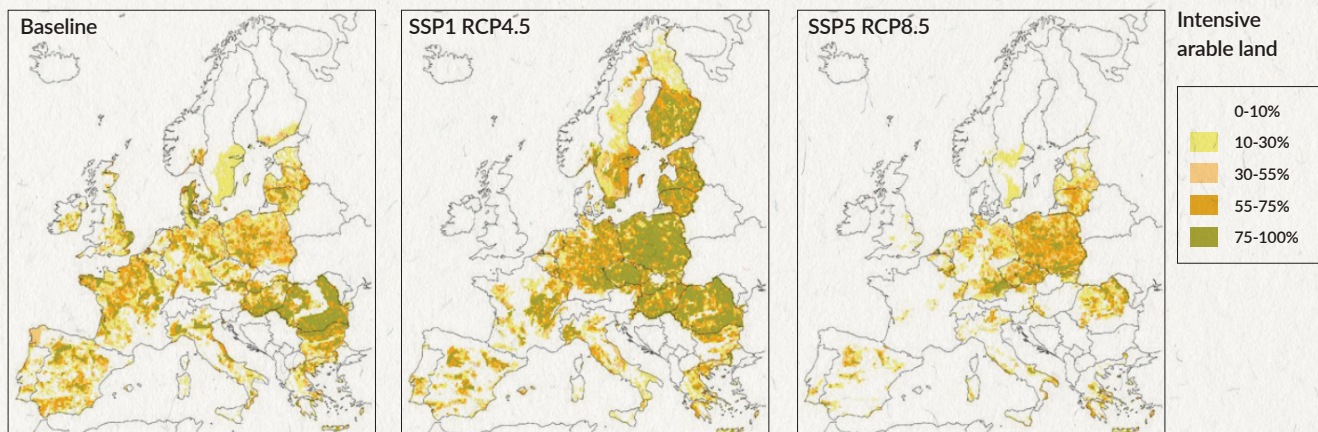 Baseline
SSP1 RCP4.5
SSP5 RCP8.5
Intensive
arable land
0-10%
10-30%
30-55%
55-75%
75-100%